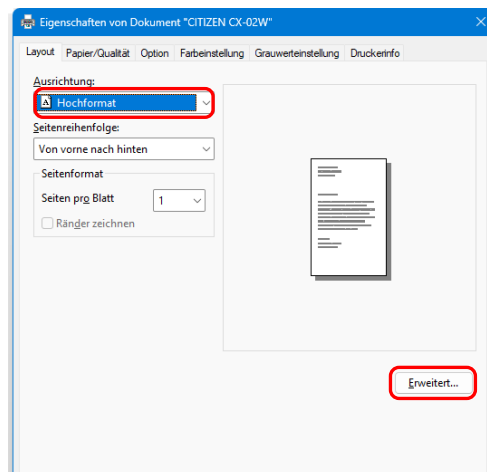 Eigenschaften von Dokument "CITIZEN CX-02W"
Layout Papier/Qualität Option Farbeinstellung Grauwerteinstellung Druckerinfo
Ausrichtung:
A Hochformat
Seitenreihenfolge:
Von vorne nach hinten
Seitenformat
Seiten pro Blatt 1
Ränder zeichnen
Erweitert...